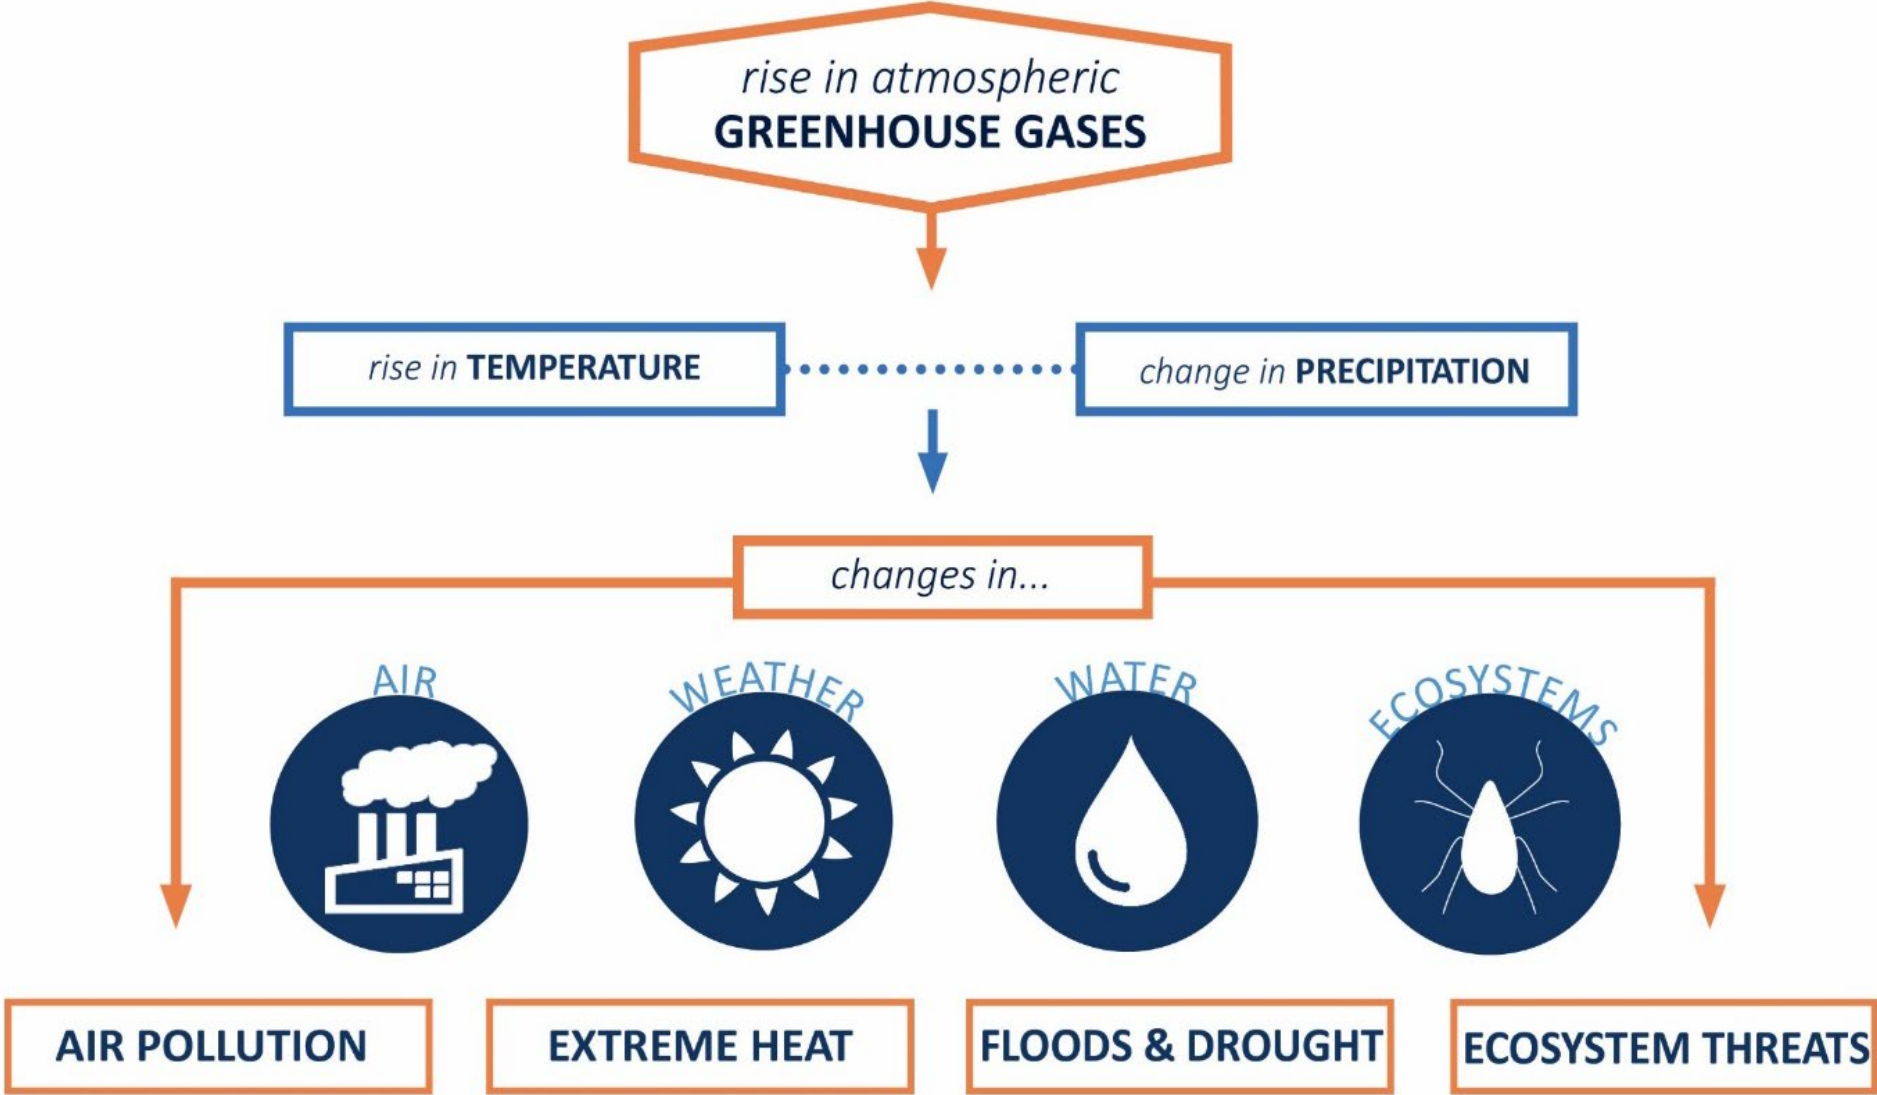 rise in atmospheric
GREENHOUSE GASES
rise in TEMPERATURE
change in PRECIPITATION
changes in...
AIR
WEATHER
WATER
ECOSYSTEMS
AIR POLLUTION
EXTREME HEAT
FLOODS & DROUGHT
ECOSYSTEM THREATS